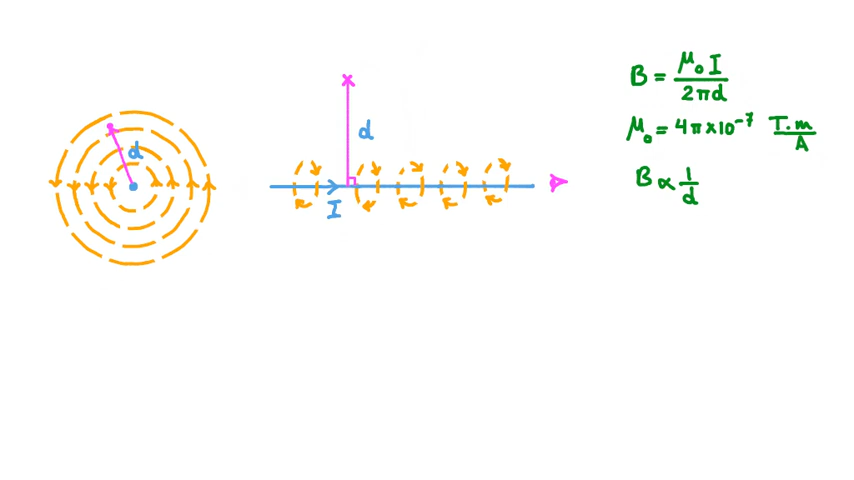 d
d
I
B = μ₀I / 2πd
μ₀ = 4π×10⁻⁷ T.m/A
B ∝ 1/d